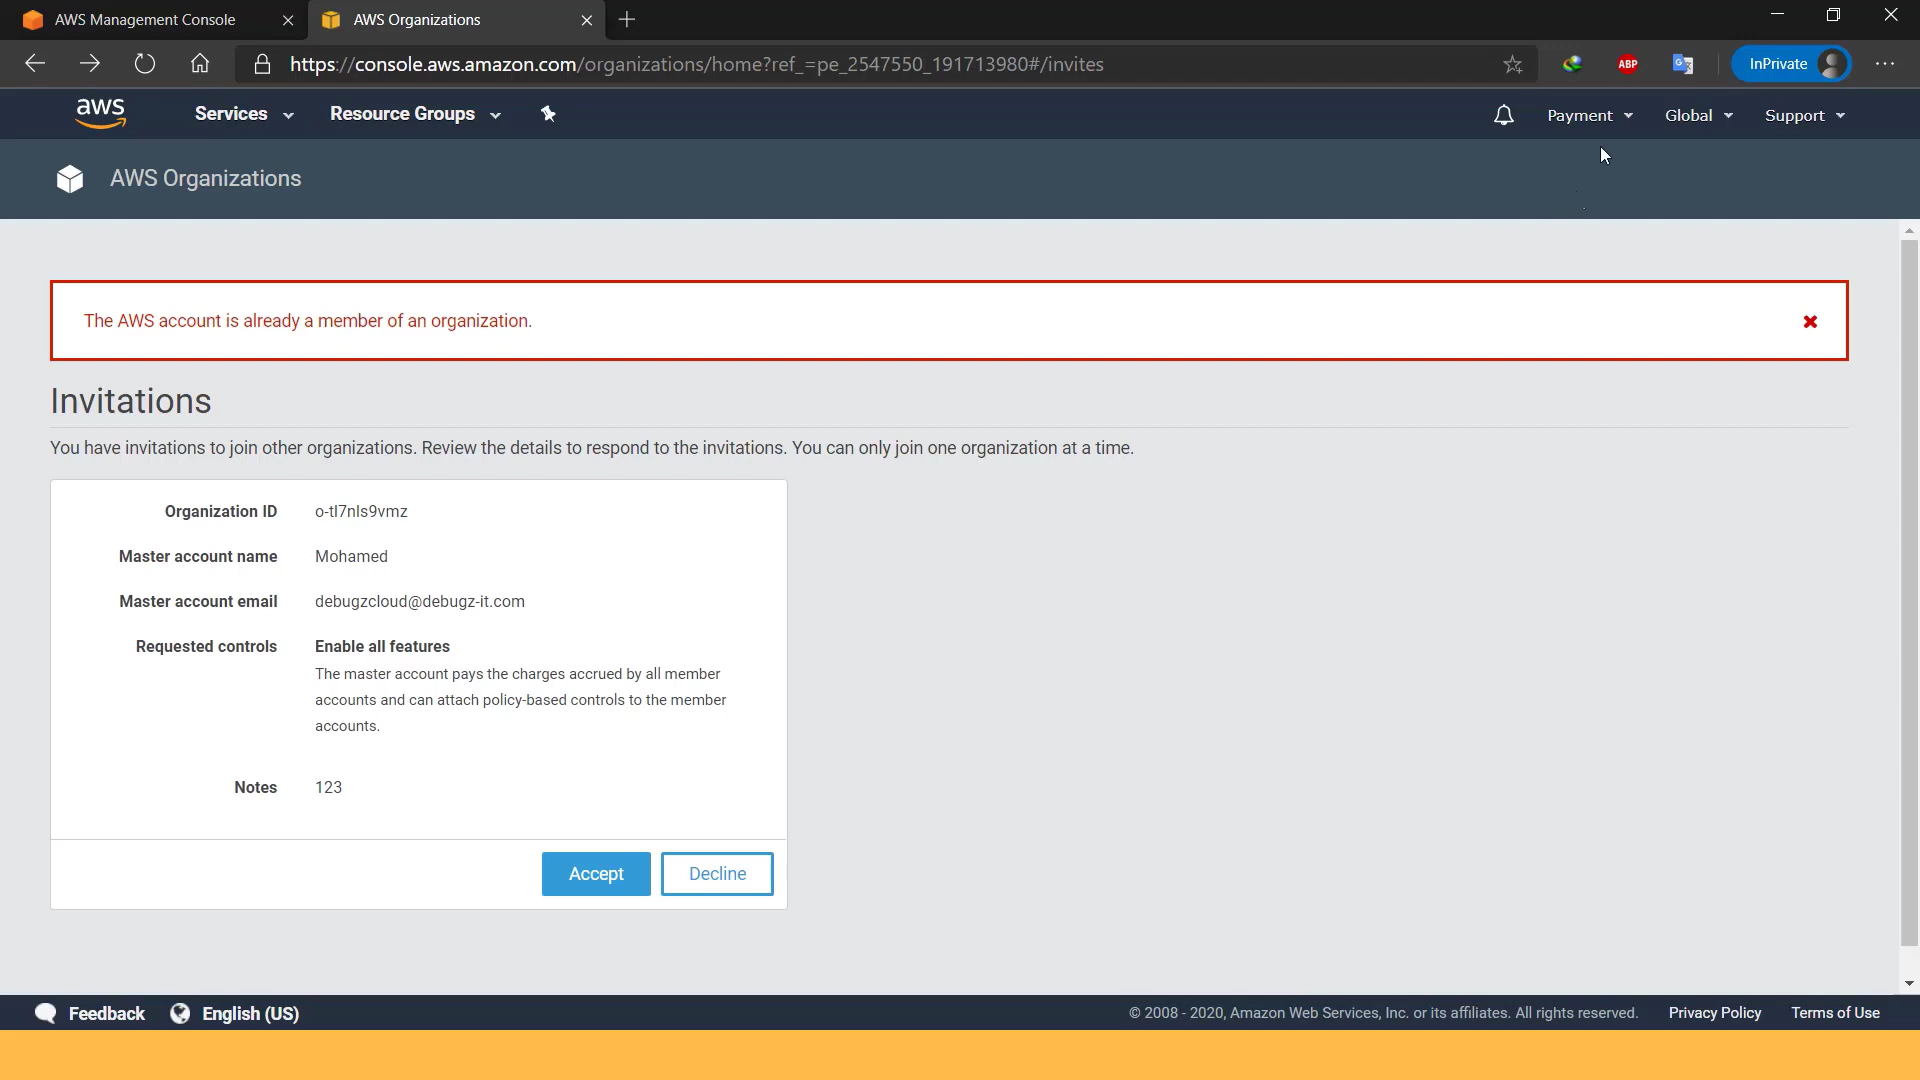 AWS Management Console
AWS Organizations
https://console.aws.amazon.com/organizations/home?ref_=pe_2547550_191713980#/invites
ABP
InPrivate
aws
Services
Resource Groups
Payment
Global
Support
AWS Organizations
The AWS account is already a member of an organization.
Invitations
You have invitations to join other organizations. Review the details to respond to the invitations. You can only join one organization at a time.
Organization ID o-tl7nls9vmz
Master account name Mohamed
Master account email debugzcloud@debugz-it.com
Requested controls Enable all features
The master account pays the charges accrued by all member
accounts and can attach policy-based controls to the member
accounts.
Notes 123
Accept
Decline
Feedback
English (US)
© 2008 - 2020, Amazon Web Services, Inc. or its affiliates. All rights reserved.
Privacy Policy
Terms of Use